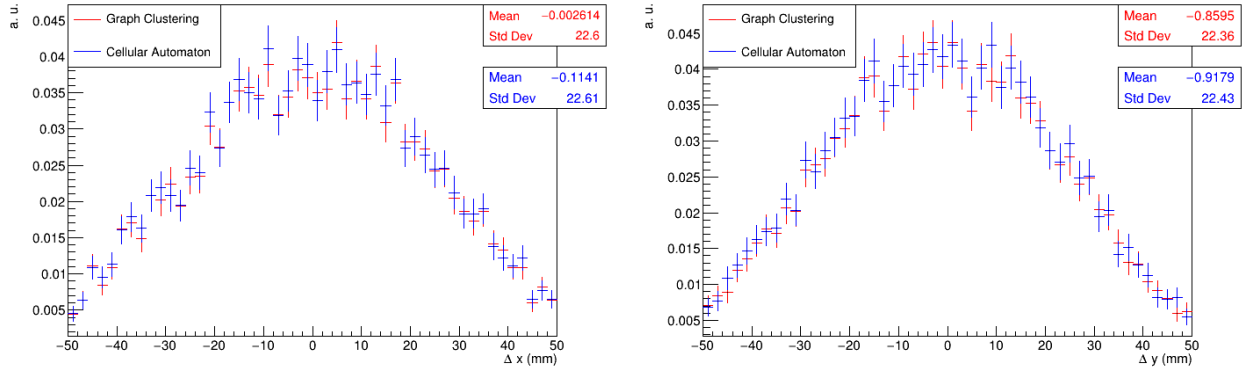 a. u.
Graph Clustering
Cellular Automaton
Mean −0.002614
Std Dev 22.6
Mean −0.1141
Std Dev 22.61
0.045
0.04
0.035
0.03
0.025
0.02
0.015
0.01
0.005
−50 −40 −30 −20 −10 0 10 20 30 40 50
Δ x (mm)
a. u.
Graph Clustering
Cellular Automaton
Mean −0.8595
Std Dev 22.36
Mean −0.9179
Std Dev 22.43
0.045
0.04
0.035
0.03
0.025
0.02
0.015
0.01
0.005
−50 −40 −30 −20 −10 0 10 20 30 40 50
Δ y (mm)